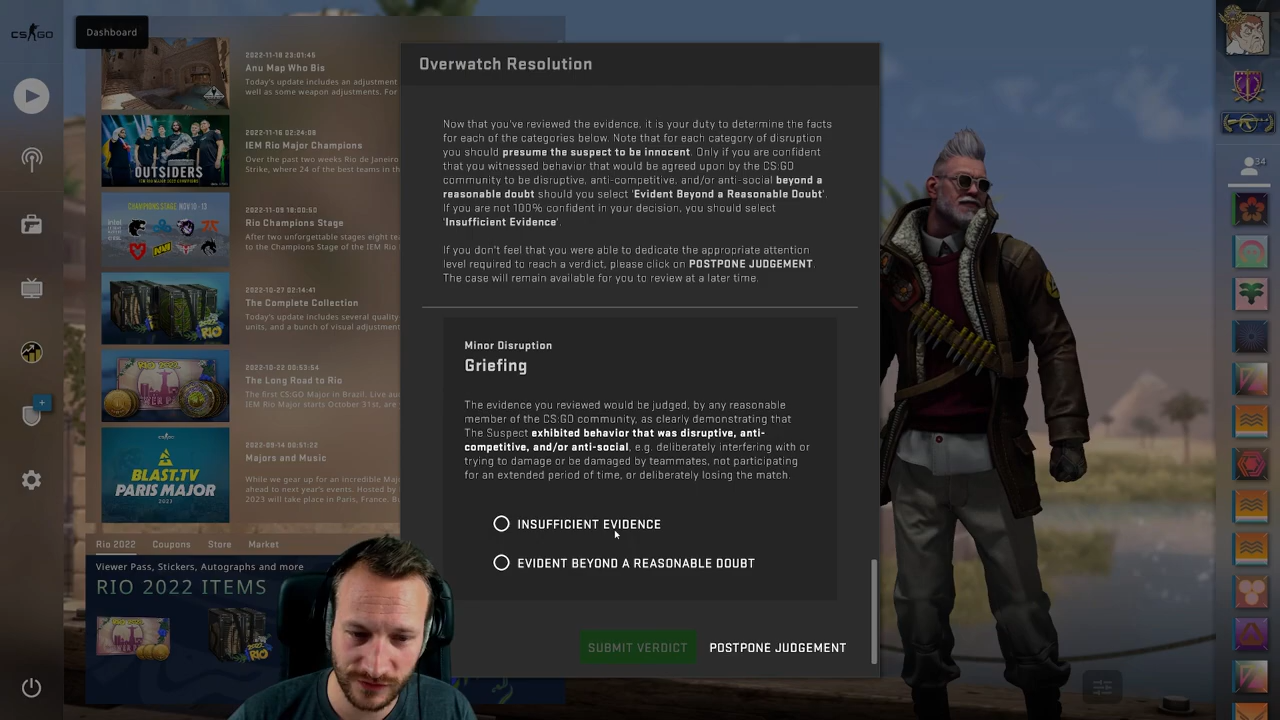 CS GO
Dashboard
2022-11-18 23:01:45
Anu Map Who Bis
Today's update includes an adjustment
well as some weapon adjustments. For
2022-11-16 02:24:08
IEM Rio Major Champions
Over the past two weeks Rio de Janeiro
Strike, where 24 of the best teams in th
OUTSIDERS
2022-11-09 18:00:50
Rio Champions Stage
After two unforgettable stages eight tea
to the Champions Stage of the IEM Rio
CHAMPIONS STAGE NOV10-13
2022-10-27 02:14:41
The Complete Collection
Today's update includes several quality
units, and a bunch of visual adjustment
2022-10-22 00:53:54
The Long Road to Rio
The first CS:GO Major in Brazil. Live au
IEM Rio Major starts October 31st, are
2022-09-14 00:51:22
Majors and Music
While we gear up for an incredible Majo
ahead to next year's events. Hosted by
2023 will take place in Paris, France. Bu
BLAST.TV
PARIS MAJOR
2023
Rio 2022 Coupons Store Market
Viewer Pass, Stickers, Autographs and more
RIO 2022 ITEMS
Overwatch Resolution
Now that you've reviewed the evidence, it is your duty to determine the facts
for each of the categories below. Note that for each category of disruption
you should presume the suspect to be innocent. Only if you are confident
that you witnessed behavior that would be agreed upon by the CS:GO
community to be disruptive, anti-competitive, and/or anti-social beyond a
reasonable doubt should you select 'Evident Beyond a Reasonable Doubt'.
If you are not 100% confident in your decision, you should select
'Insufficient Evidence'.
If you don't feel that you were able to dedicate the appropriate attention
level required to reach a verdict, please click on POSTPONE JUDGEMENT.
The case will remain available for you to review at a later time.
Minor Disruption
Griefing
The evidence you reviewed would be judged, by any reasonable
member of the CS:GO community, as clearly demonstrating that
The Suspect exhibited behavior that was disruptive, anti-
competitive, and/or anti-social, e.g. deliberately interfering with or
trying to damage or be damaged by teammates, not participating
for an extended period of time, or deliberately losing the match.
INSUFFICIENT EVIDENCE
EVIDENT BEYOND A REASONABLE DOUBT
SUBMIT VERDICT
POSTPONE JUDGEMENT
34